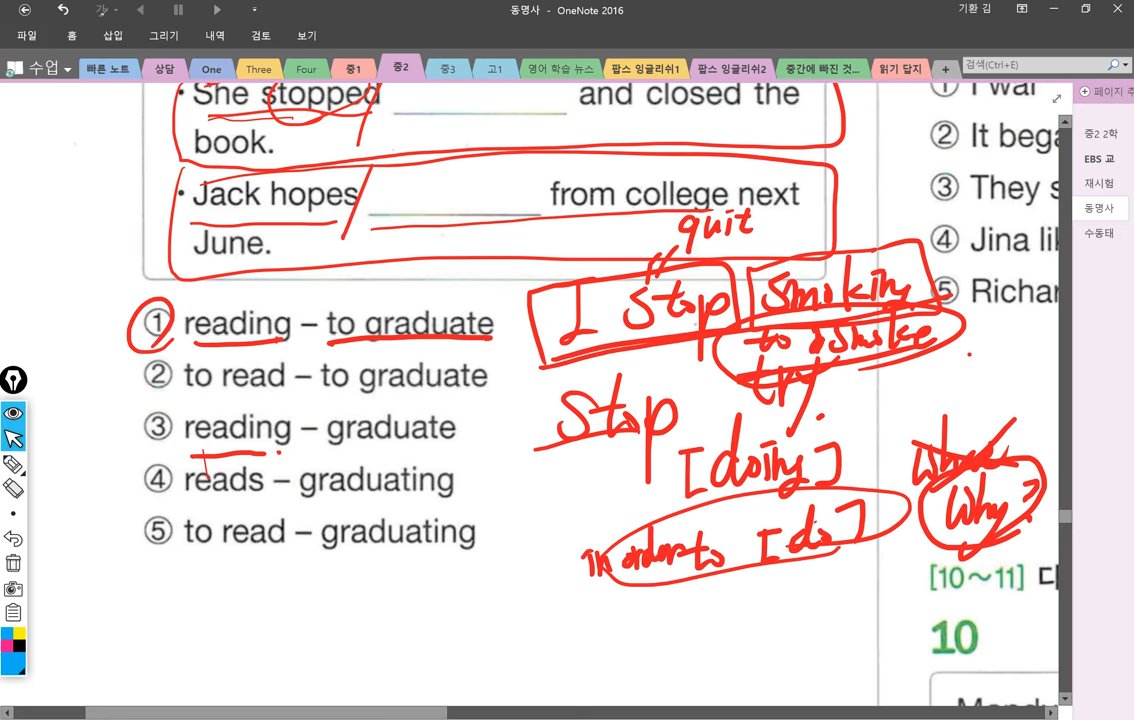 동명사 - OneNote 2016
기환 김
파일 홈 삽입 그리기 내역 검토 보기
수업 빠른 노트 상담 One Three Four 중1 중2 중3 고1 영어 학습 뉴스 팝스 잉글리쉬1 팝스 잉글리쉬2 중간에 빠진 것... 읽기 답지 + 검색(Ctrl+E)
페이지 추
중2 2학
EBS 교
재시험
동명사
수동태
• She stopped ________ and closed the
book.
• Jack hopes ________ from college next
June.
① reading – to graduate
② to read – to graduate
③ reading – graduate
④ reads – graduating
⑤ to read – graduating
quit
I stop smoking
to smoke
try
stop
[doing]
in order to [do]
Why?
① I wa
② It bega
③ They s
④ Jina li
⑤ Richar
[10~11] 다
10